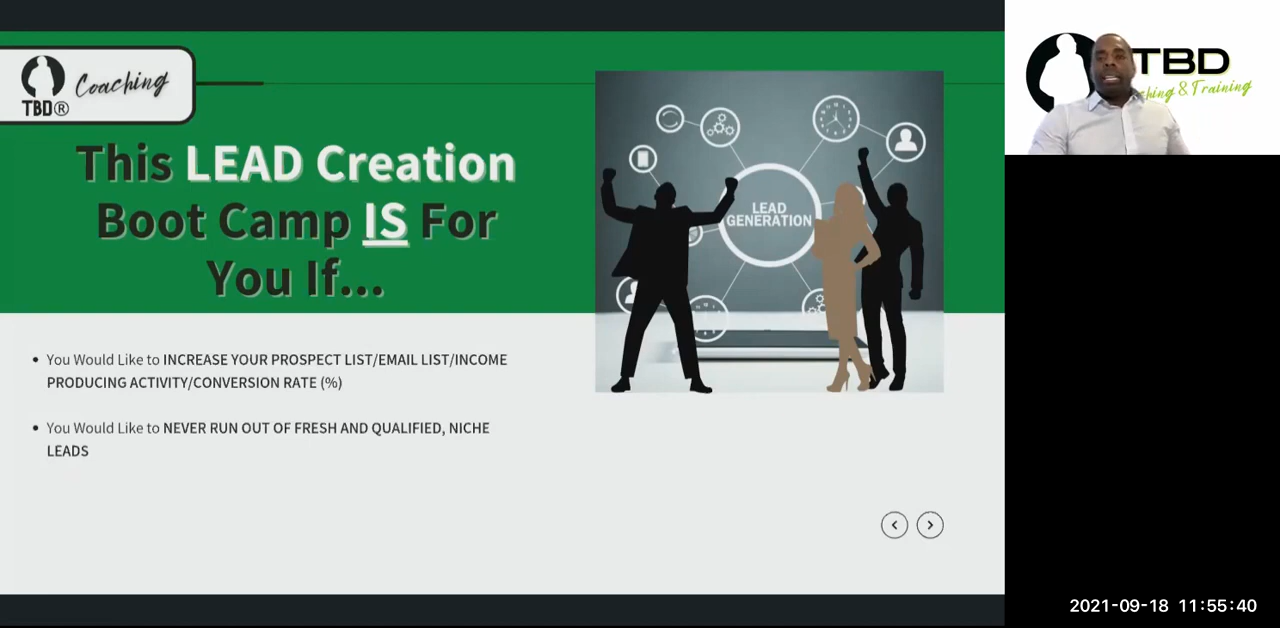 Coaching
TBD®
This LEAD Creation
Boot Camp IS For
You If...
• You Would Like to INCREASE YOUR PROSPECT LIST/EMAIL LIST/INCOME
PRODUCING ACTIVITY/CONVERSION RATE (%)
• You Would Like to NEVER RUN OUT OF FRESH AND QUALIFIED, NICHE
LEADS
LEAD
GENERATION
TBD
ching & Training
2021-09-18 11:55:40